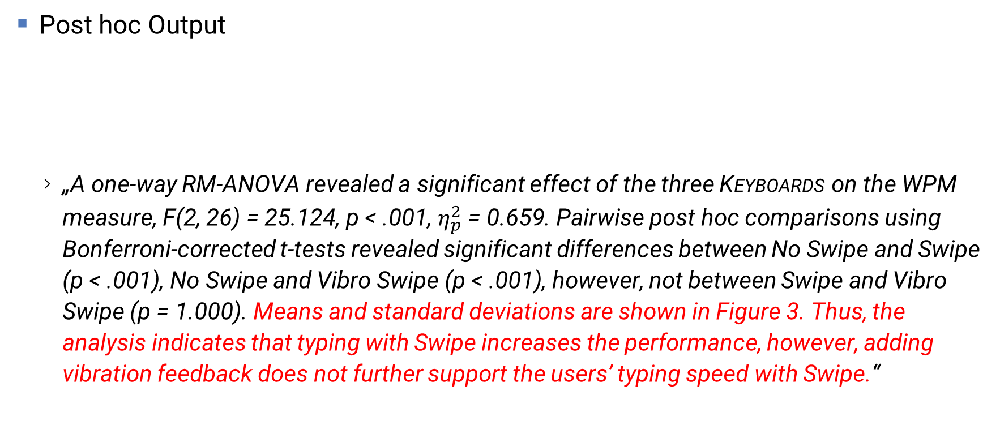 ▪ Post hoc Output
› „A one-way RM-ANOVA revealed a significant effect of the three KEYBOARDS on the WPM
measure, F(2, 26) = 25.124, p < .001, η²ₚ = 0.659. Pairwise post hoc comparisons using
Bonferroni-corrected t-tests revealed significant differences between No Swipe and Swipe
(p < .001), No Swipe and Vibro Swipe (p < .001), however, not between Swipe and Vibro
Swipe (p = 1.000). Means and standard deviations are shown in Figure 3. Thus, the
analysis indicates that typing with Swipe increases the performance, however, adding
vibration feedback does not further support the users’ typing speed with Swipe.“